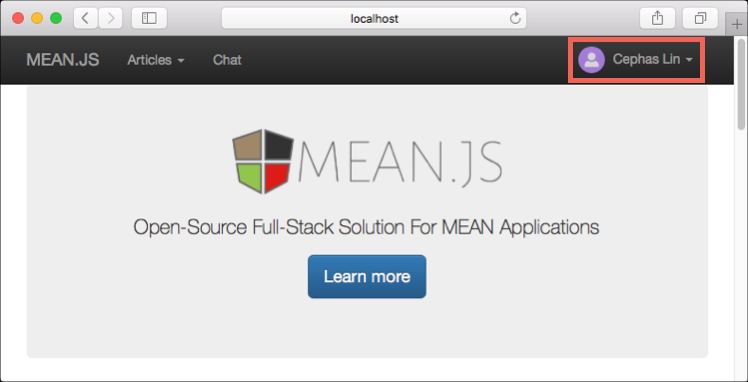 localhost
MEAN.JS Articles Chat Cephas Lin
MEAN.JS
Open-Source Full-Stack Solution For MEAN Applications
Learn more